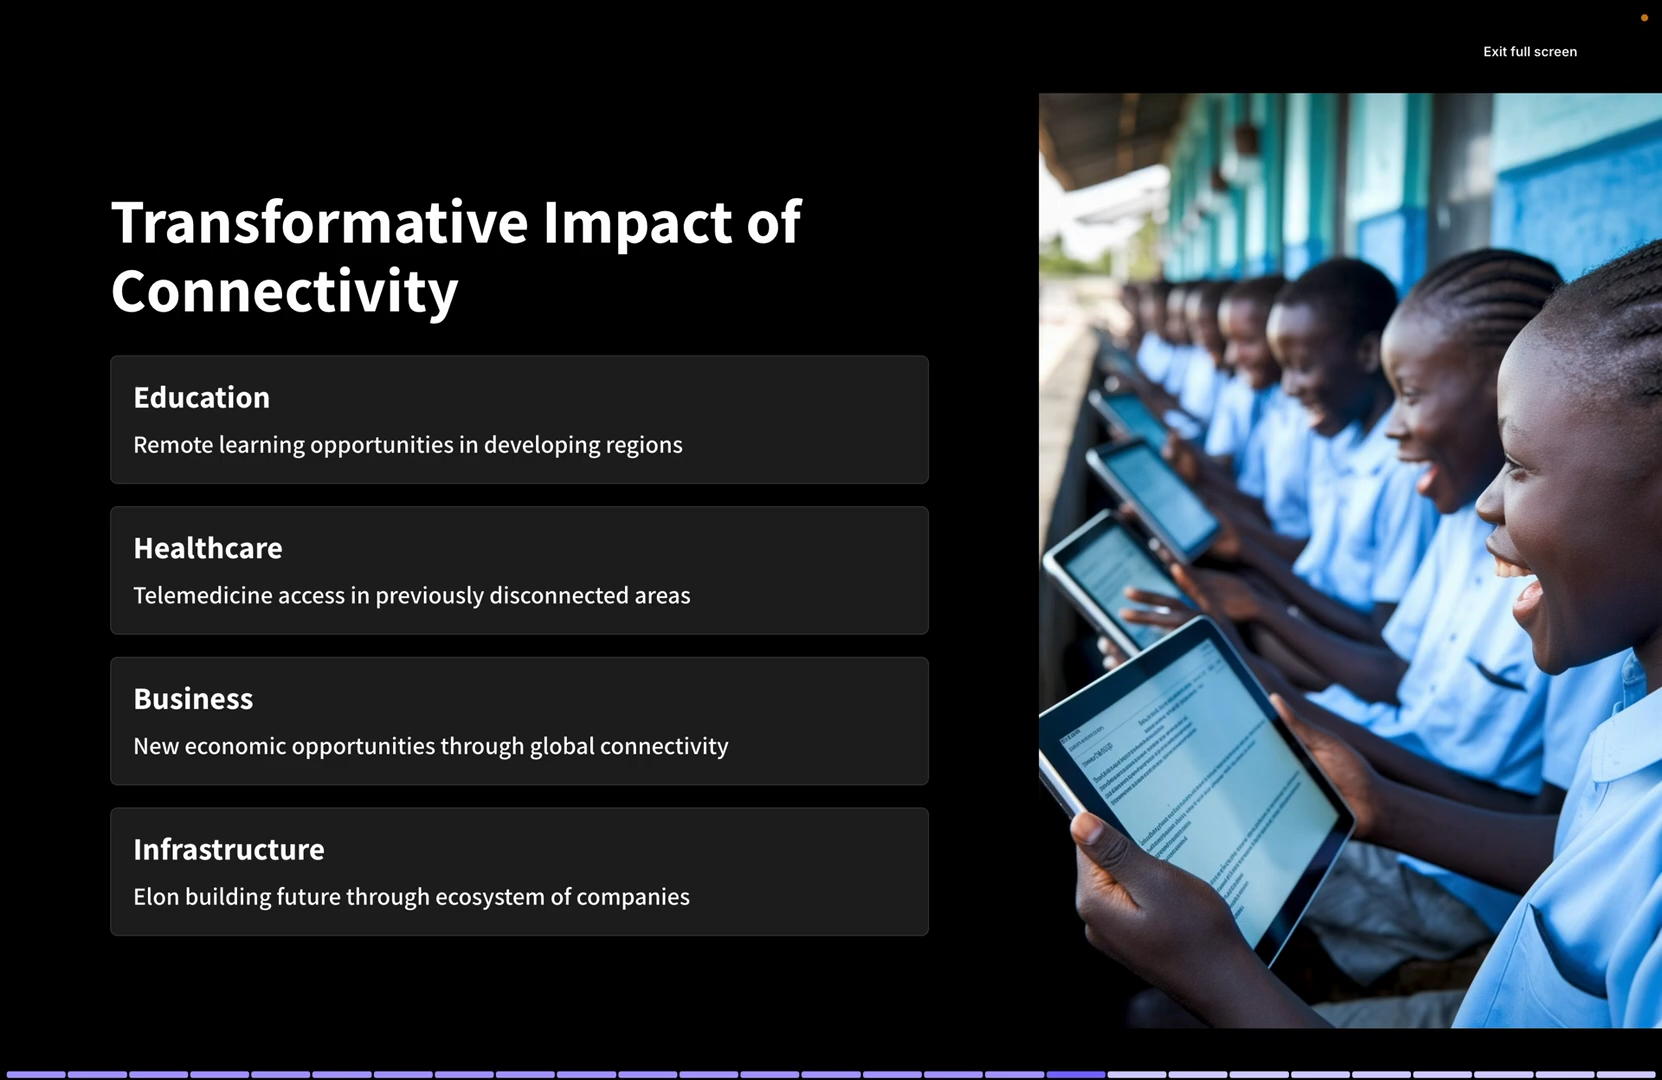 Exit full screen
Transformative Impact of
Connectivity
Education
Remote learning opportunities in developing regions
Healthcare
Telemedicine access in previously disconnected areas
Business
New economic opportunities through global connectivity
Infrastructure
Elon building future through ecosystem of companies